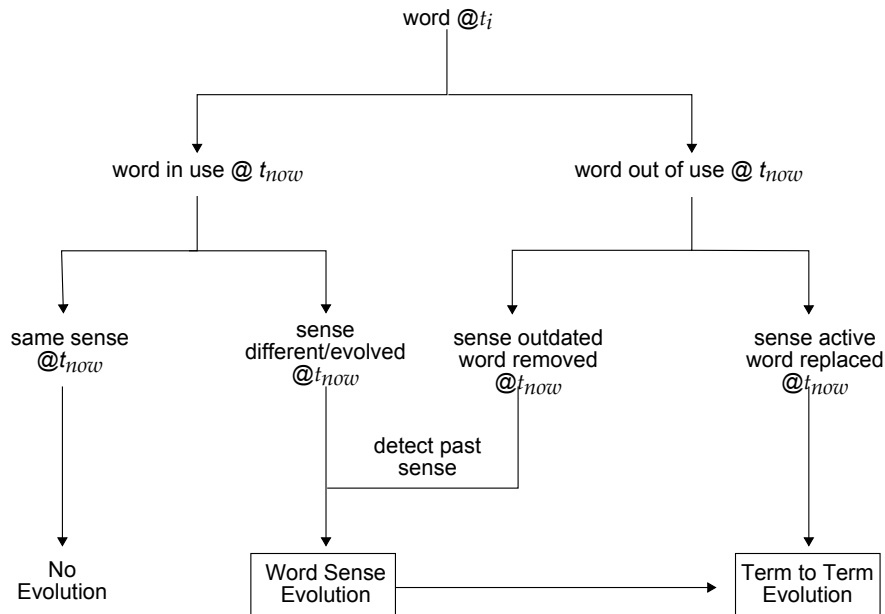 word @t_i
word in use @ t_now
word out of use @ t_now
same sense
@t_now
sense
different/evolved
@t_now
sense outdated
word removed
@t_now
sense active
word replaced
@t_now
detect past
sense
No
Evolution
Word Sense
Evolution
Term to Term
Evolution